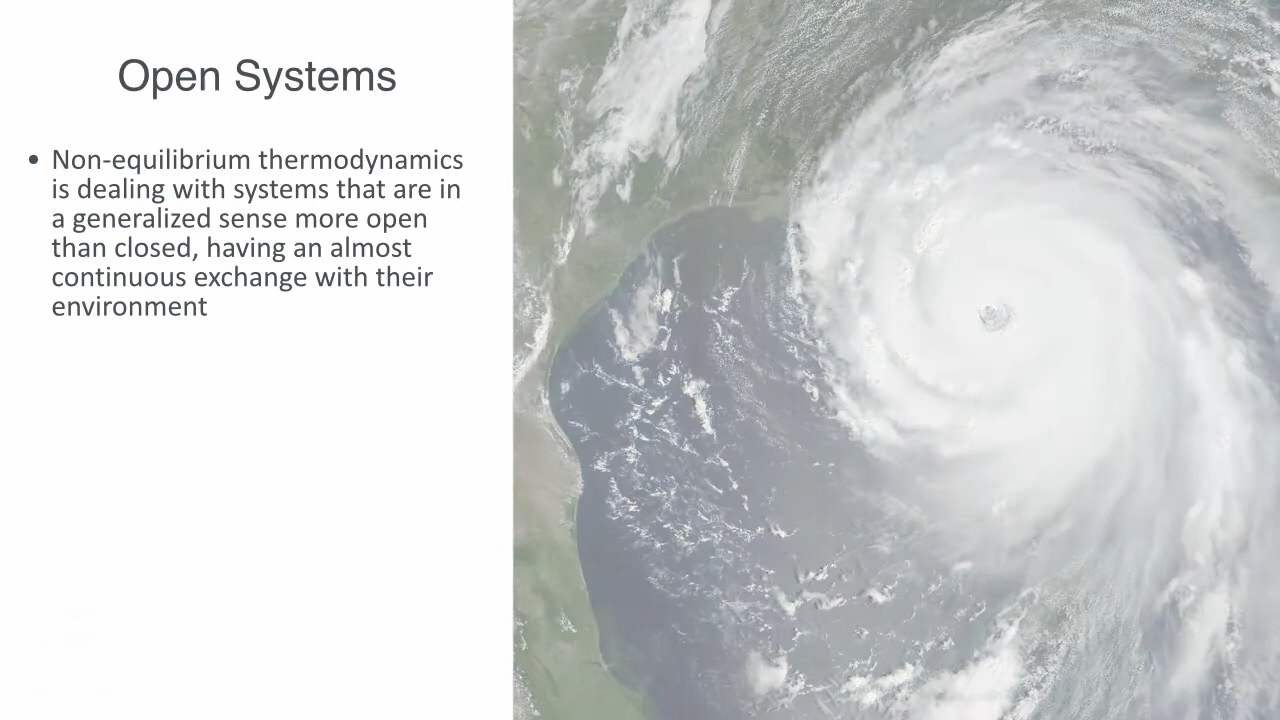 Open Systems
• Non-equilibrium thermodynamics
is dealing with systems that are in
a generalized sense more open
than closed, having an almost
continuous exchange with their
environment